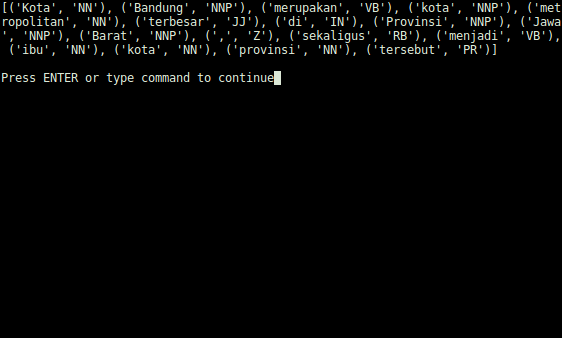 [('Kota', 'NN'), ('Bandung', 'NNP'), ('merupakan', 'VB'), ('kota', 'NNP'), ('met
ropolitan', 'NN'), ('terbesar', 'JJ'), ('di', 'IN'), ('Provinsi', 'NNP'), ('Jawa
', 'NNP'), ('Barat', 'NNP'), (',', 'Z'), ('sekaligus', 'RB'), ('menjadi', 'VB'),
 ('ibu', 'NN'), ('kota', 'NN'), ('provinsi', 'NN'), ('tersebut', 'PR')]
Press ENTER or type command to continue